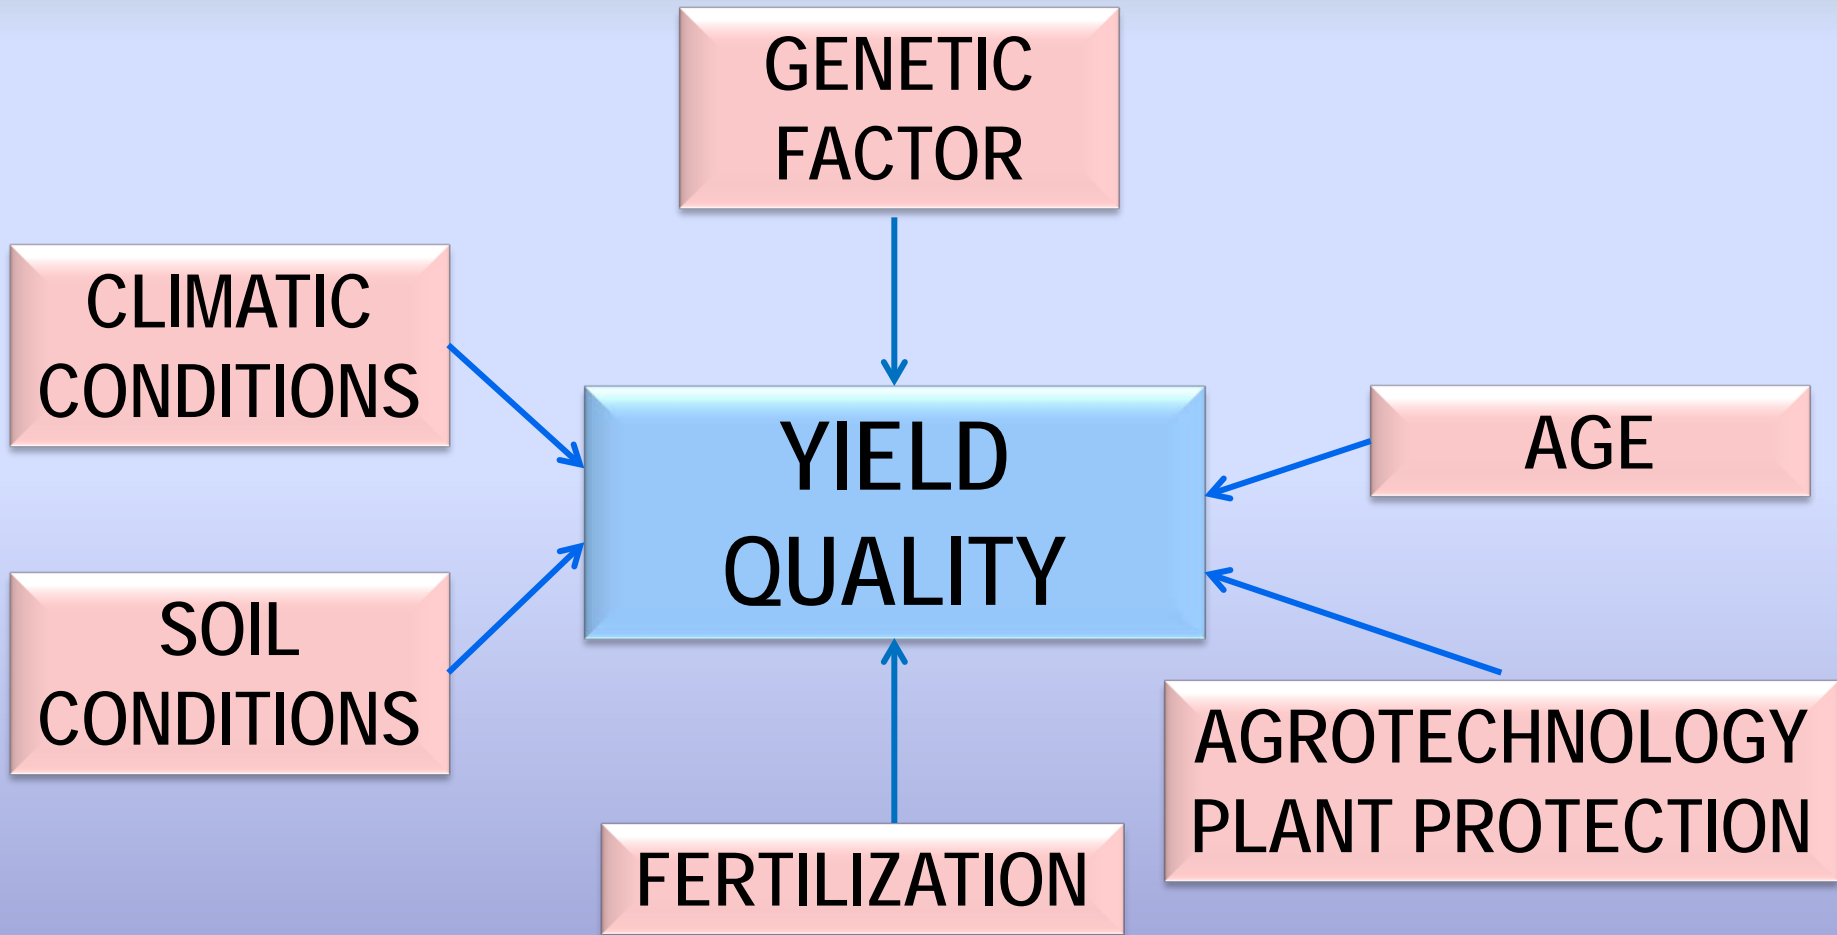 GENETIC
FACTOR
CLIMATIC
CONDITIONS
YIELD
QUALITY
AGE
SOIL
CONDITIONS
AGROTECHNOLOGY
PLANT PROTECTION
FERTILIZATION